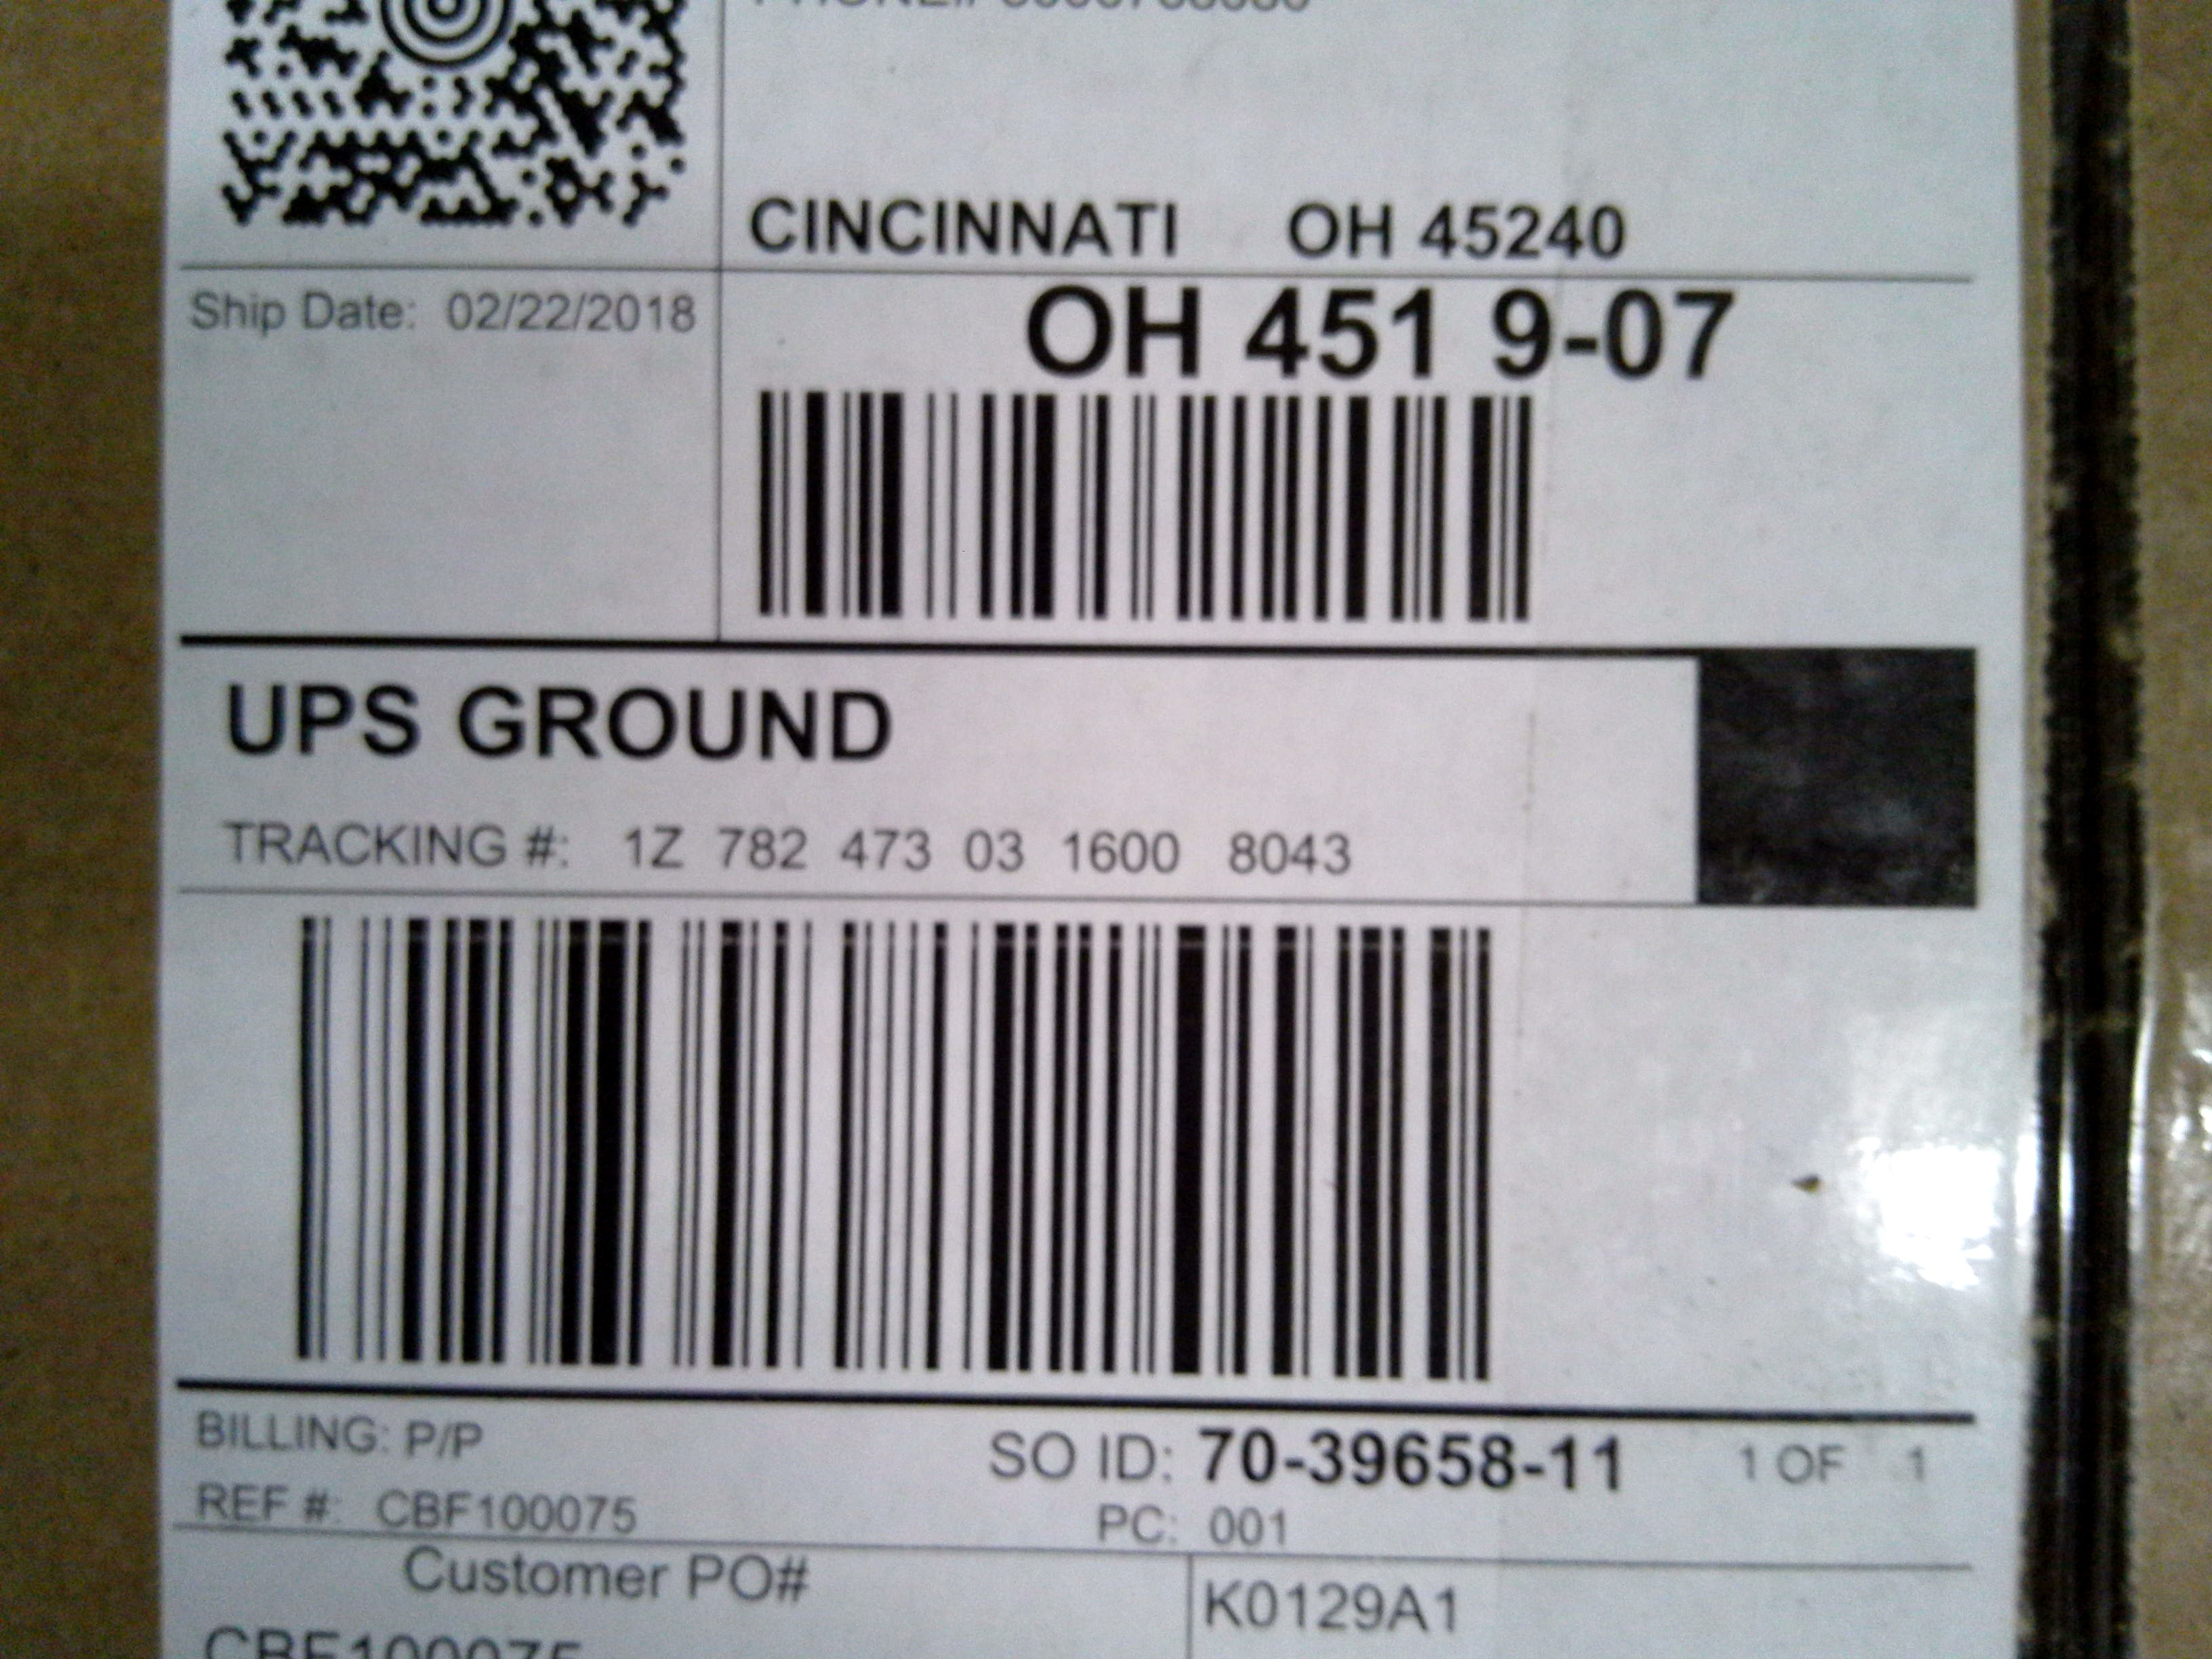 CINCINNATI OH 45240
Ship Date: 02/22/2018
OH 451 9-07
UPS GROUND
TRACKING #: 1Z 782 473 03 1600 8043
BILLING: P/P
SO ID: 70-39658-11 1 OF 1
REF #: CBF100075
PC: 001
Customer PO#
K0129A1
CBF100075